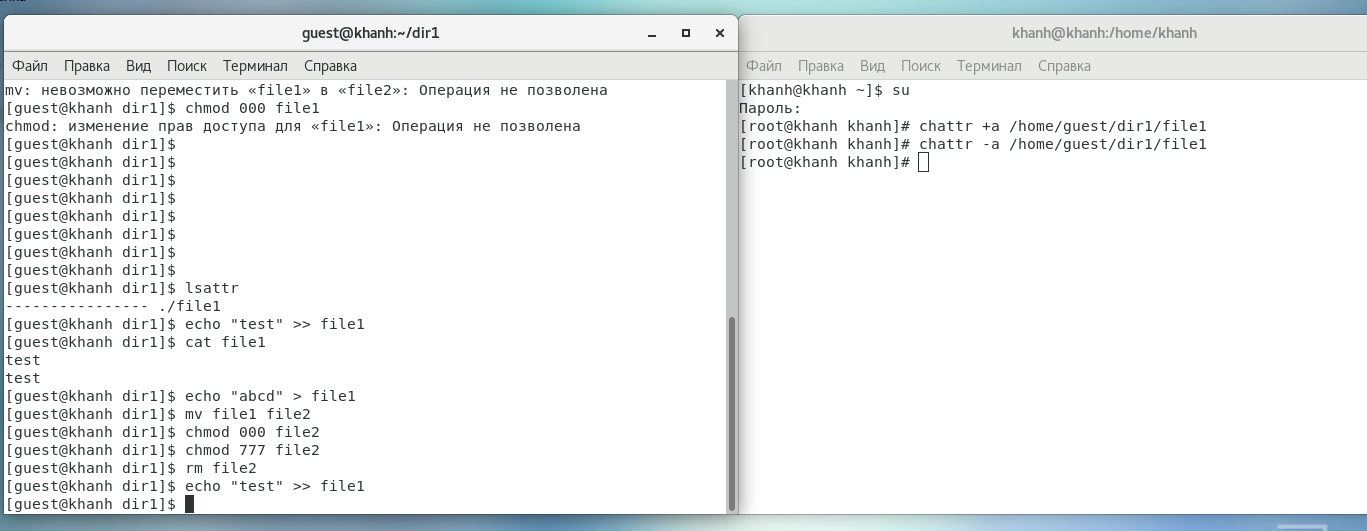 guest@khanh:~/dir1
Файл Правка Вид Поиск Терминал Справка
mv: невозможно переместить «file1» в «file2»: Операция не позволена
[guest@khanh dir1]$ chmod 000 file1
chmod: изменение прав доступа для «file1»: Операция не позволена
[guest@khanh dir1]$
[guest@khanh dir1]$
[guest@khanh dir1]$
[guest@khanh dir1]$
[guest@khanh dir1]$
[guest@khanh dir1]$
[guest@khanh dir1]$
[guest@khanh dir1]$
[guest@khanh dir1]$ lsattr
---------------- ./file1
[guest@khanh dir1]$ echo "test" >> file1
[guest@khanh dir1]$ cat file1
test
test
[guest@khanh dir1]$ echo "abcd" > file1
[guest@khanh dir1]$ mv file1 file2
[guest@khanh dir1]$ chmod 000 file2
[guest@khanh dir1]$ chmod 777 file2
[guest@khanh dir1]$ rm file2
[guest@khanh dir1]$ echo "test" >> file1
[guest@khanh dir1]$
khanh@khanh:/home/khanh
Файл Правка Вид Поиск Терминал Справка
[khanh@khanh ~]$ su
Пароль:
[root@khanh khanh]# chattr +a /home/guest/dir1/file1
[root@khanh khanh]# chattr -a /home/guest/dir1/file1
[root@khanh khanh]#